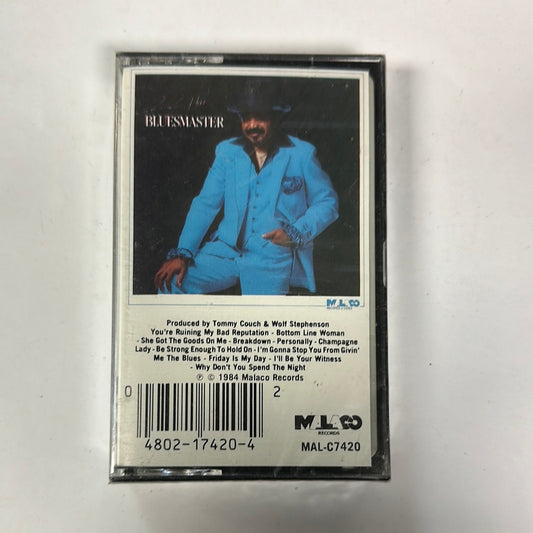 BLUESMASTER
MALACO
Produced by Tommy Couch & Wolf Stephenson
You're Ruining My Bad Reputation - Bottom Line Woman
- She Got The Goods On Me - Breakdown - Personally - Champagne
Lady - Be Strong Enough To Hold On - I'm Gonna Stop You From Givin'
Me The Blues - Friday Is My Day - I'll Be Your Witness
- Why Don't You Spend The Night
℗ © 1984 Malaco Records
0 2
4802-17420-4
MALACO
RECORDS
MAL-C7420